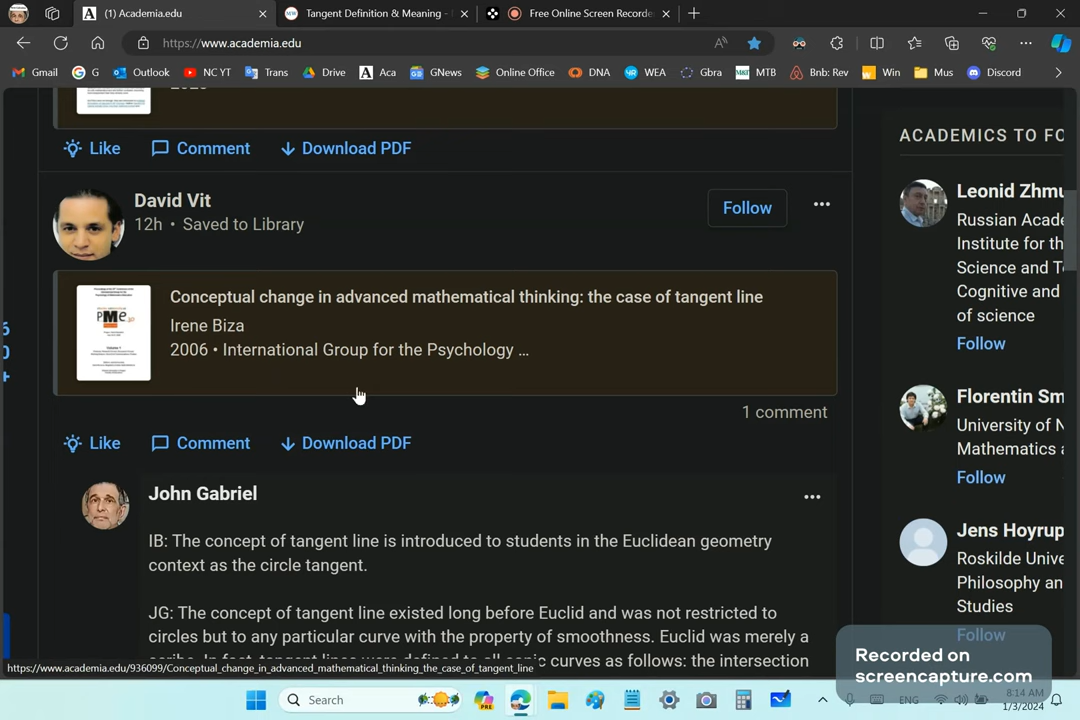 (1) Academia.edu
Tangent Definition & Meaning -
Free Online Screen Recorder
https://www.academia.edu
Gmail
G
Outlook
NC YT
Trans
Drive
Aca
GNews
Online Office
DNA
WEA
Gbra
MTB
Bnb: Rev
Win
Mus
Discord
Like
Comment
Download PDF
David Vit
12h • Saved to Library
Follow
Conceptual change in advanced mathematical thinking: the case of tangent line
Irene Biza
2006 • International Group for the Psychology ...
1 comment
Like
Comment
Download PDF
John Gabriel
IB: The concept of tangent line is introduced to students in the Euclidean geometry
context as the circle tangent.
JG: The concept of tangent line existed long before Euclid and was not restricted to
circles but to any particular curve with the property of smoothness. Euclid was merely a
curves as follows: the intersection
ACADEMICS TO FO
Leonid Zhmu
Russian Acade
Institute for th
Science and Te
Cognitive and
of science
Follow
Florentin Sm
University of N
Mathematics a
Follow
Jens Hoyrup
Roskilde Unive
Philosophy an
Studies
Follow
Recorded on
screencapture.com
https://www.academia.edu/936099/Conceptual_change_in_advanced_mathematical_thinking_the_case_of_tangent_line
Search
ENG
8:14 AM
1/3/2024